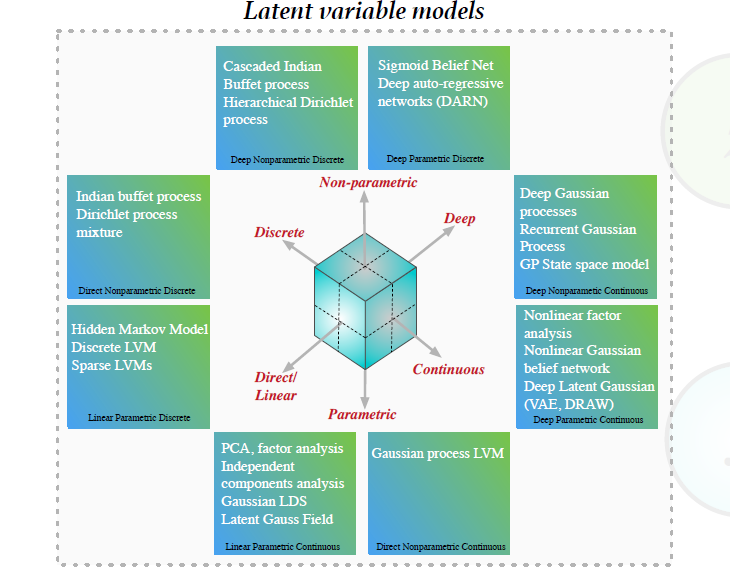 Latent variable models
Cascaded Indian
Buffet process
Hierarchical Dirichlet
process
Deep Nonparametric Discrete
Sigmoid Belief Net
Deep auto-regressive
networks (DARN)
Deep Parametric Discrete
Indian buffet process
Dirichlet process
mixture
Direct Nonparametric Discrete
Non-parametric
Discrete
Deep
Deep Gaussian
processes
Recurrent Gaussian
Process
GP State space model
Deep Nonparametic Continuous
Hidden Markov Model
Discrete LVM
Sparse LVMs
Linear Parametric Discrete
Direct/
Linear
Continuous
Parametric
Nonlinear factor
analysis
Nonlinear Gaussian
belief network
Deep Latent Gaussian
(VAE, DRAW)
Deep Parametric Continuous
PCA, factor analysis
Independent
components analysis
Gaussian LDS
Latent Gauss Field
Linear Parametric Continuous
Gaussian process LVM
Direct Nonparametric Continuous